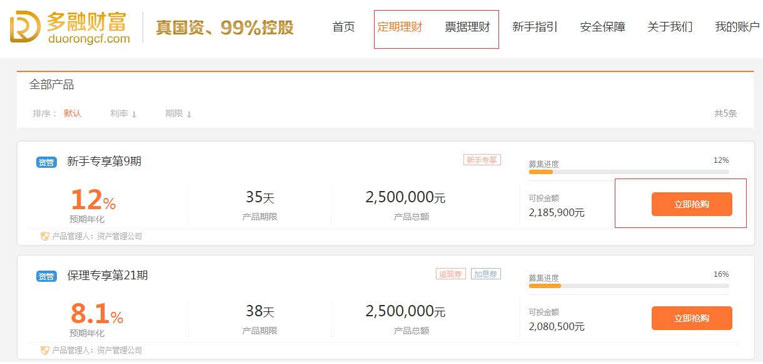 多融财富
duorongcf.com
真国资、99%控股
首页 定期理财 票据理财 新手指引 安全保障 关于我们 我的账户
全部产品
排序： 默认 利率↓ 期限↓ 共5条
资管 新手专享第9期 新手专享
募集进度 12%
12% 35天 2,500,000元
预期年化 产品期限 产品总额
可投金额
2,185,900元
立即抢购
产品管理人：资产管理公司
资管 保理专享第21期 返现券 加息券
募集进度 16%
8.1% 38天 2,500,000元
预期年化 产品期限 产品总额
可投金额
2,080,500元
立即抢购
产品管理人：资产管理公司